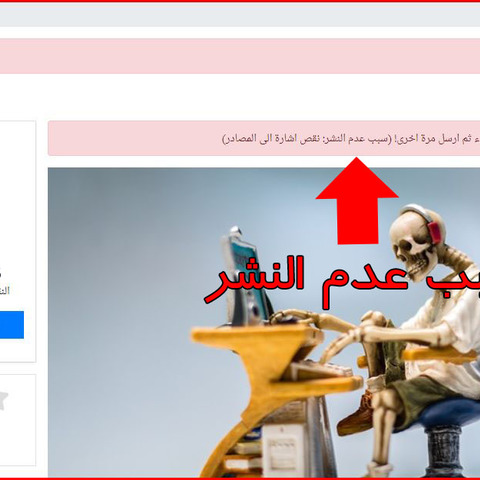 ثم ارسل مرة اخرى! (سبب عدم النشر: نقص اشارة الى المصادر)
عدم النشر